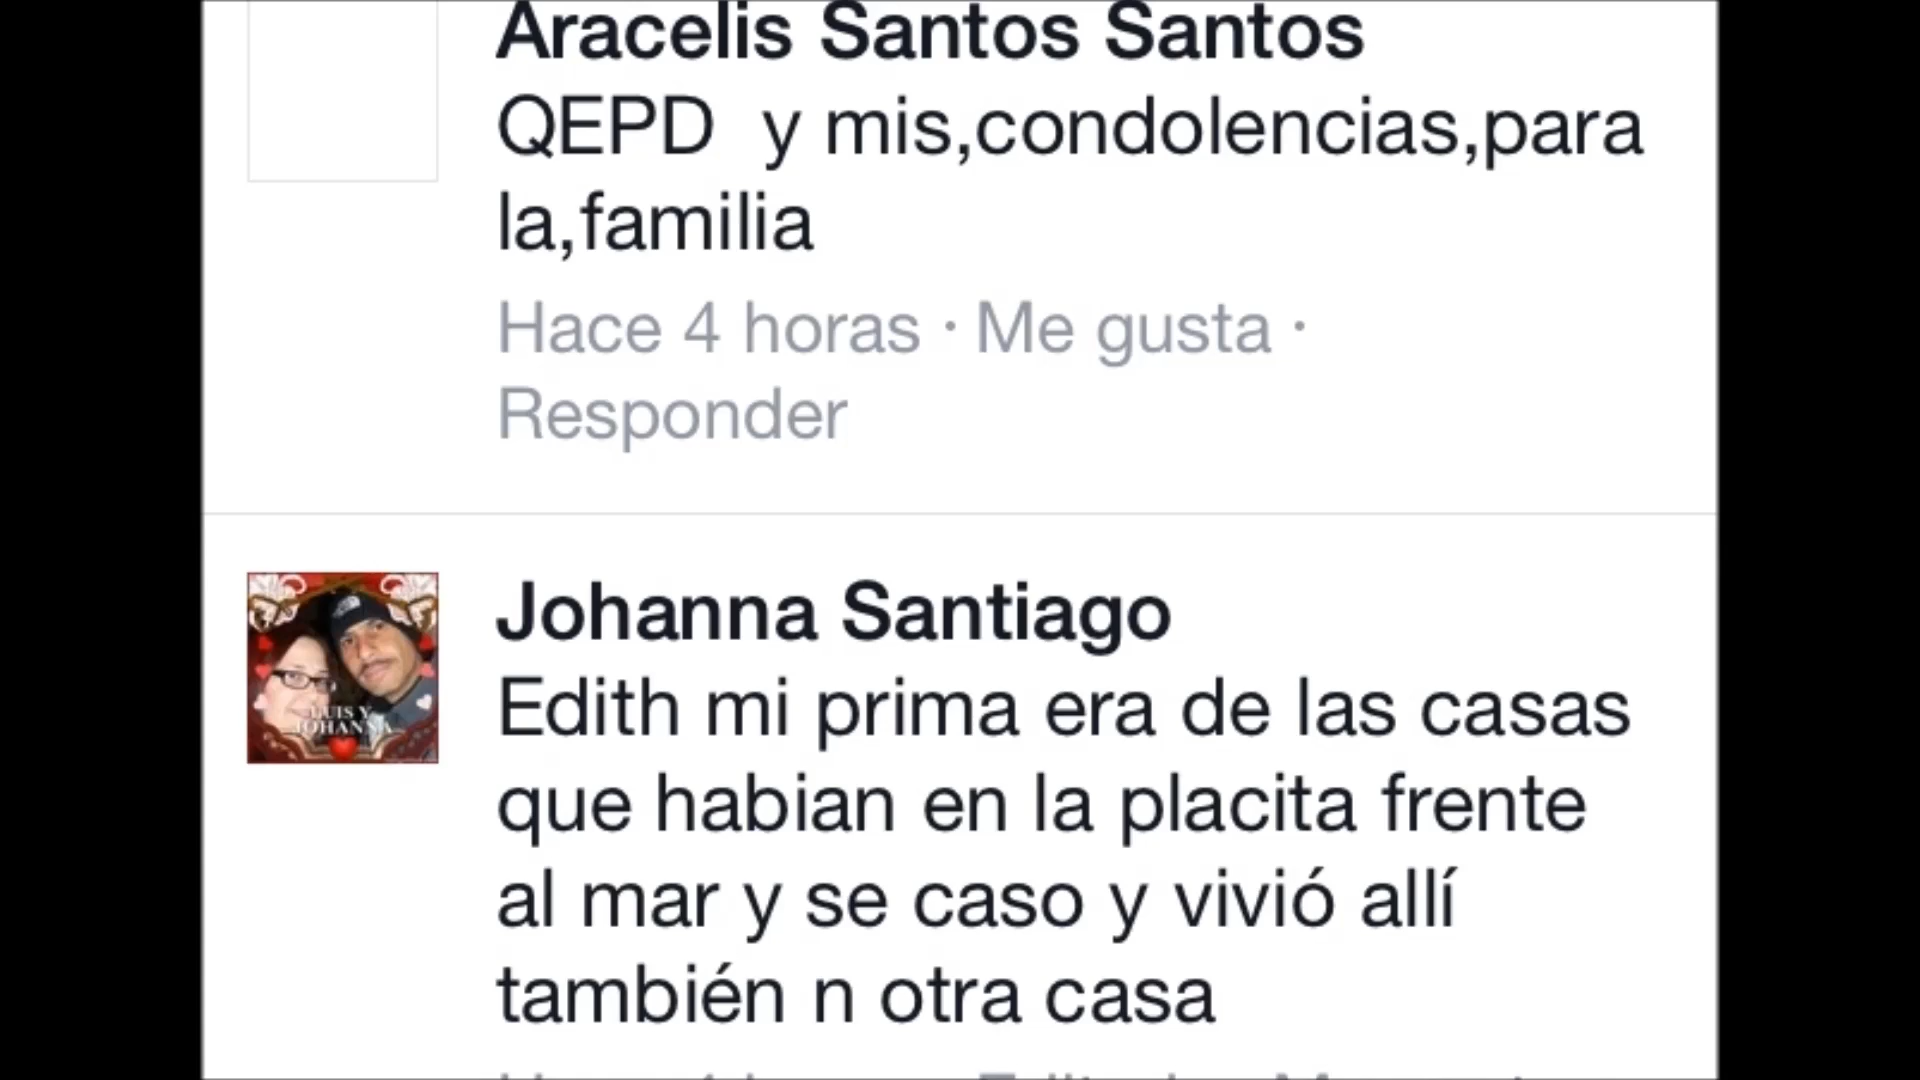 Aracelis Santos Santos
QEPD  y mis,condolencias,para
la,familia
Hace 4 horas · Me gusta ·
Responder
Johanna Santiago
LUIS Y
JOHANNA
Edith mi prima era de las casas
que habian en la placita frente
al mar y se caso y vivió allí
también n otra casa